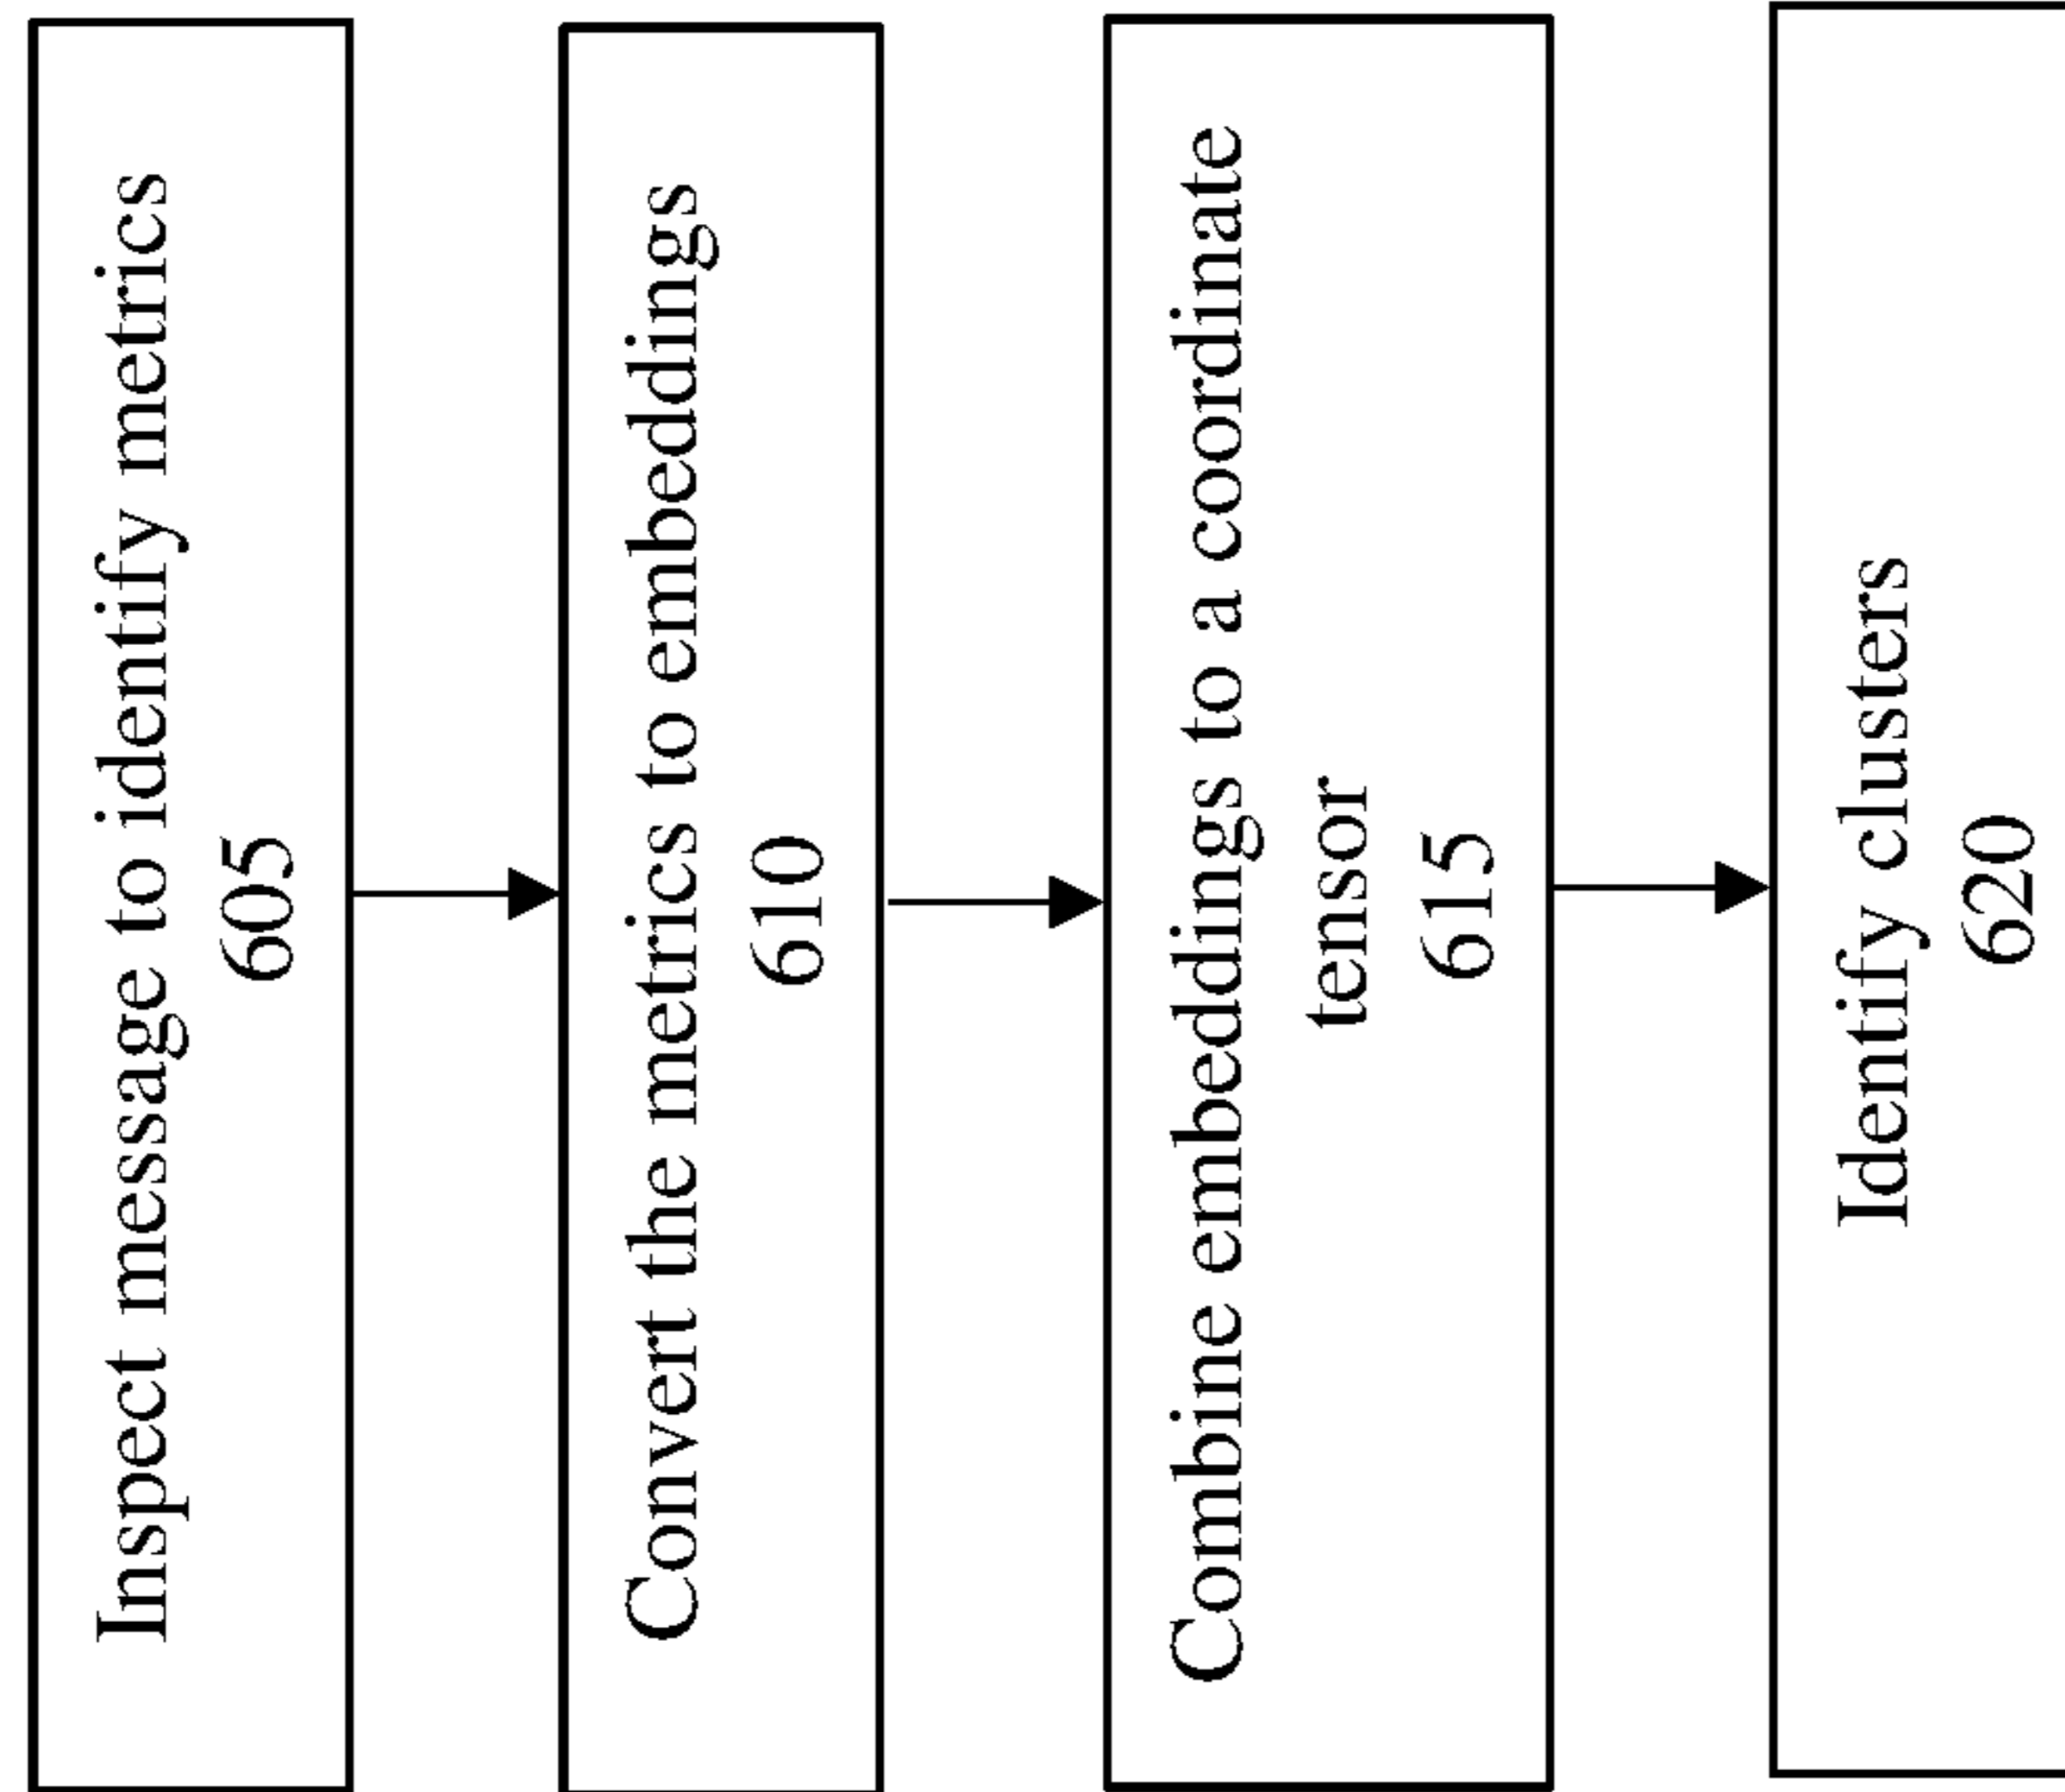 Inspect message to identify metrics
605
Convert the metrics to embeddings
610
Combine embeddings to a coordinate
tensor
615
Identify clusters
620